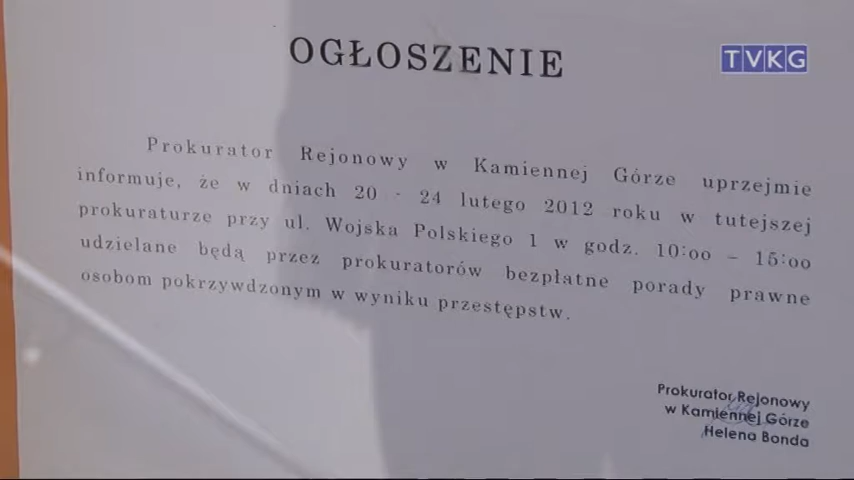 OGŁOSZENIE
TVKG
Prokurator Rejonowy w Kamiennej Górze uprzejmie
informuje, że w dniach 20 - 24 lutego 2012 roku w tutejszej
prokuraturze przy ul. Wojska Polskiego 1 w godz. 10:oo – 15:oo
udzielane będą przez prokuratorów bezpłatne porady prawne
osobom pokrzywdzonym w wyniku przestępstw.
Prokurator Rejonowy
w Kamiennej Górze
Helena Bonda